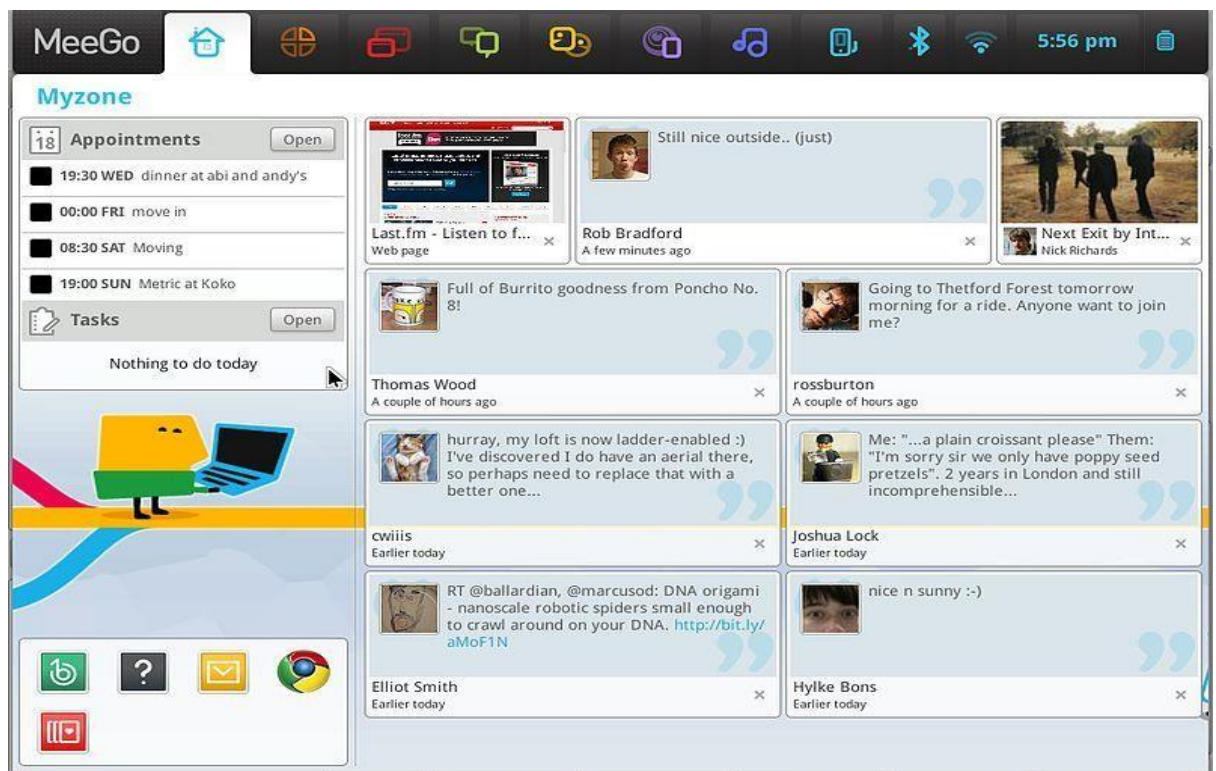 MeeGo
5:56 pm
Myzone
18 Appointments Open
19:30 WED dinner at abi and andy's
00:00 FRI move in
08:30 SAT Moving
19:00 SUN Metric at Koko
Tasks Open
Nothing to do today
Last.fm - Listen to f...
Web page
Still nice outside.. (just)
Rob Bradford
A few minutes ago
Next Exit by Int...
Nick Richards
Full of Burrito goodness from Poncho No.
8!
Thomas Wood
A couple of hours ago
Going to Thetford Forest tomorrow
morning for a ride. Anyone want to join
me?
rossburton
A couple of hours ago
hurray, my loft is now ladder-enabled :)
I've discovered I do have an aerial there,
so perhaps need to replace that with a
better one...
cwiiis
Earlier today
Me: "...a plain croissant please" Them:
"I'm sorry sir we only have poppy seed
pretzels". 2 years in London and still
incomprehensible...
Joshua Lock
Earlier today
RT @ballardian, @marcusod: DNA origami
- nanoscale robotic spiders small enough
to crawl around on your DNA. http://bit.ly/
aMoF1N
Elliot Smith
Earlier today
nice n sunny :-)
Hylke Bons
Earlier today